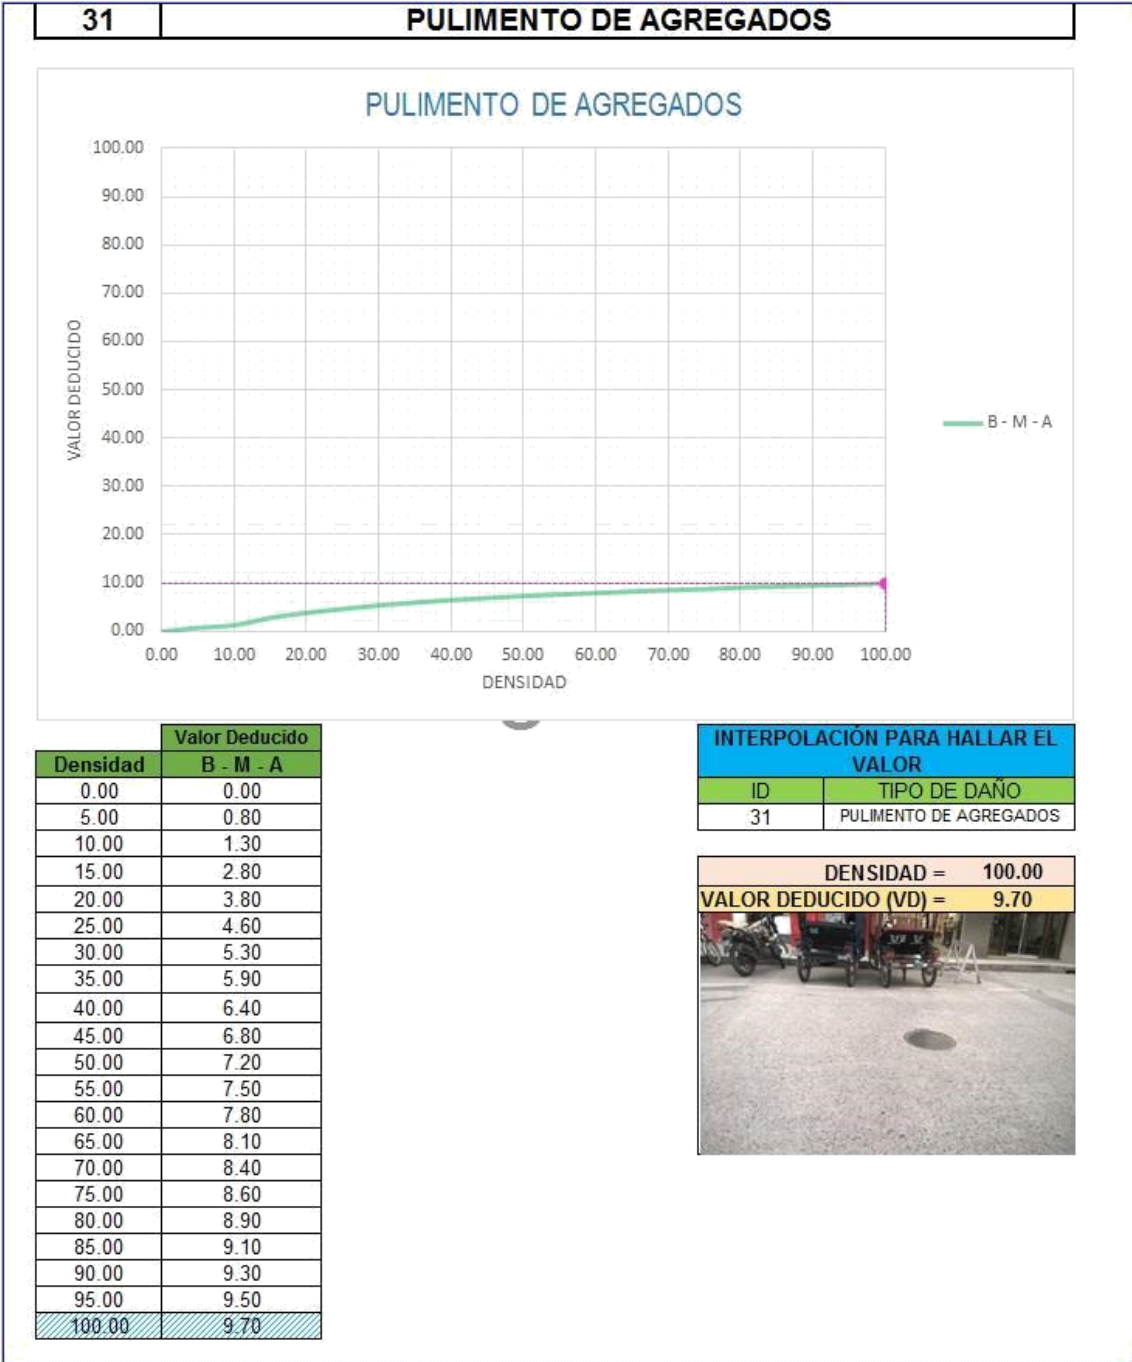 31 PULIMENTO DE AGREGADOS
PULIMENTO DE AGREGADOS
100.00
90.00
80.00
70.00
60.00
50.00
40.00
30.00
20.00
10.00
0.00
VALOR DEDUCIDO
B - M - A
0.00 10.00 20.00 30.00 40.00 50.00 60.00 70.00 80.00 90.00 100.00
DENSIDAD
Valor Deducido
Densidad B - M - A
0.00 0.00
5.00 0.80
10.00 1.30
15.00 2.80
20.00 3.80
25.00 4.60
30.00 5.30
35.00 5.90
40.00 6.40
45.00 6.80
50.00 7.20
55.00 7.50
60.00 7.80
65.00 8.10
70.00 8.40
75.00 8.60
80.00 8.90
85.00 9.10
90.00 9.30
95.00 9.50
100.00 9.70
INTERPOLACIÓN PARA HALLAR EL
VALOR
ID TIPO DE DAÑO
31 PULIMENTO DE AGREGADOS
DENSIDAD = 100.00
VALOR DEDUCIDO (VD) = 9.70